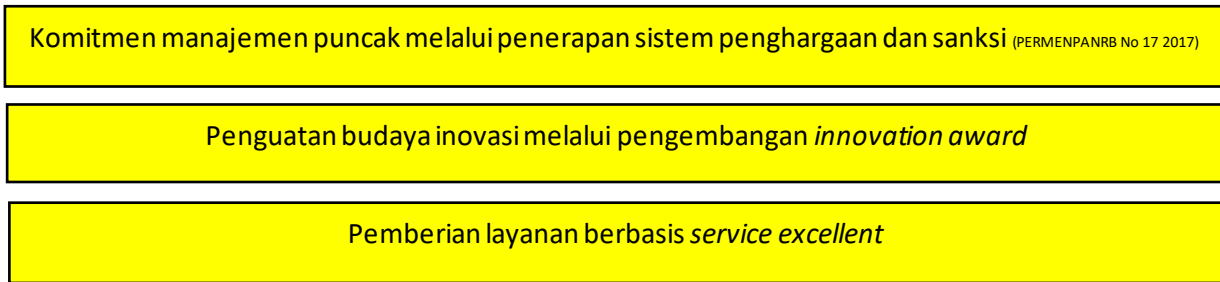 Komitmen manajemen puncak melalui penerapan sistem penghargaan dan sanksi (PERMENPANRB No 17 2017)
Penguatan budaya inovasi melalui pengembangan innovation award
Pemberian layanan berbasis service excellent